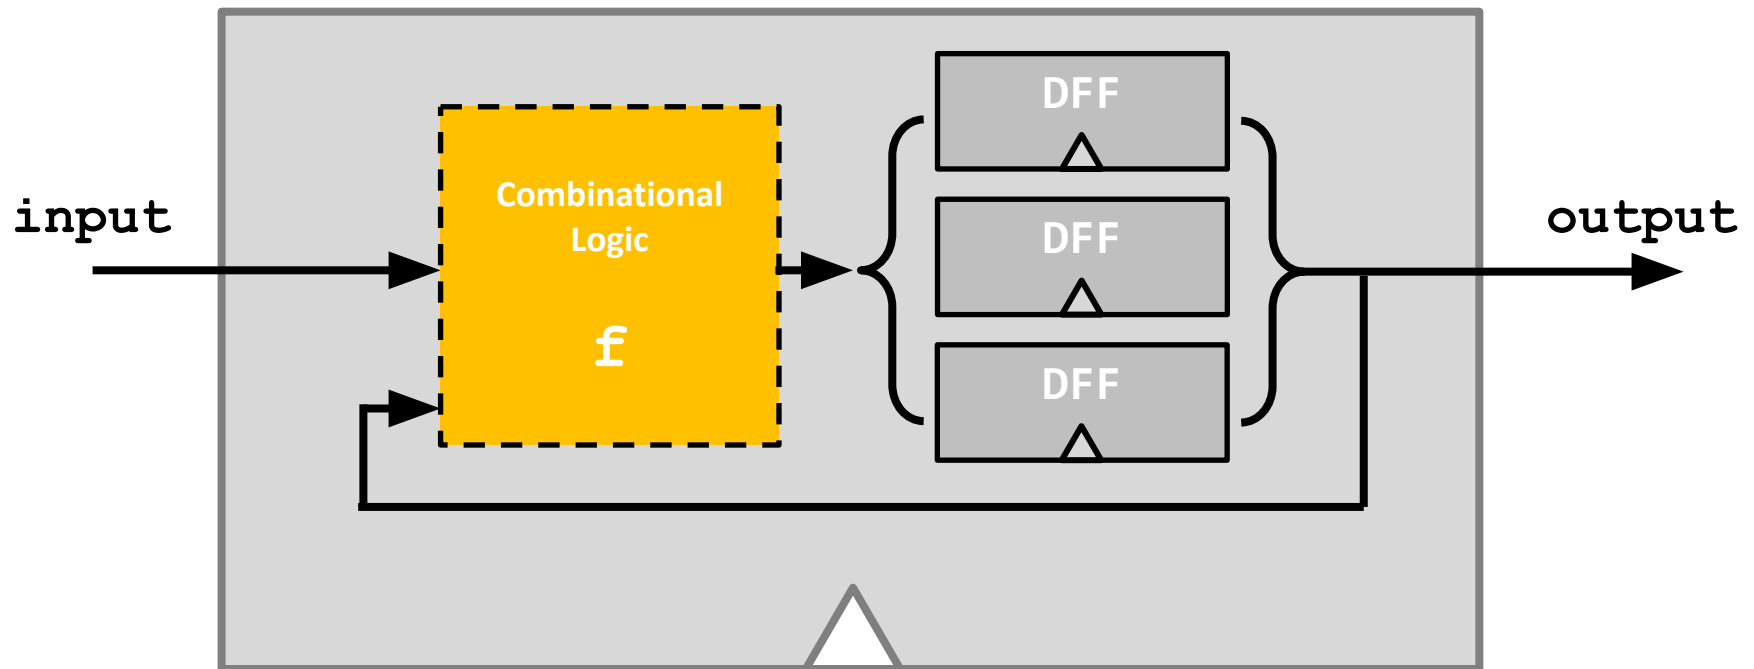 input
Combinational
Logic
f
DFF
DFF
DFF
output